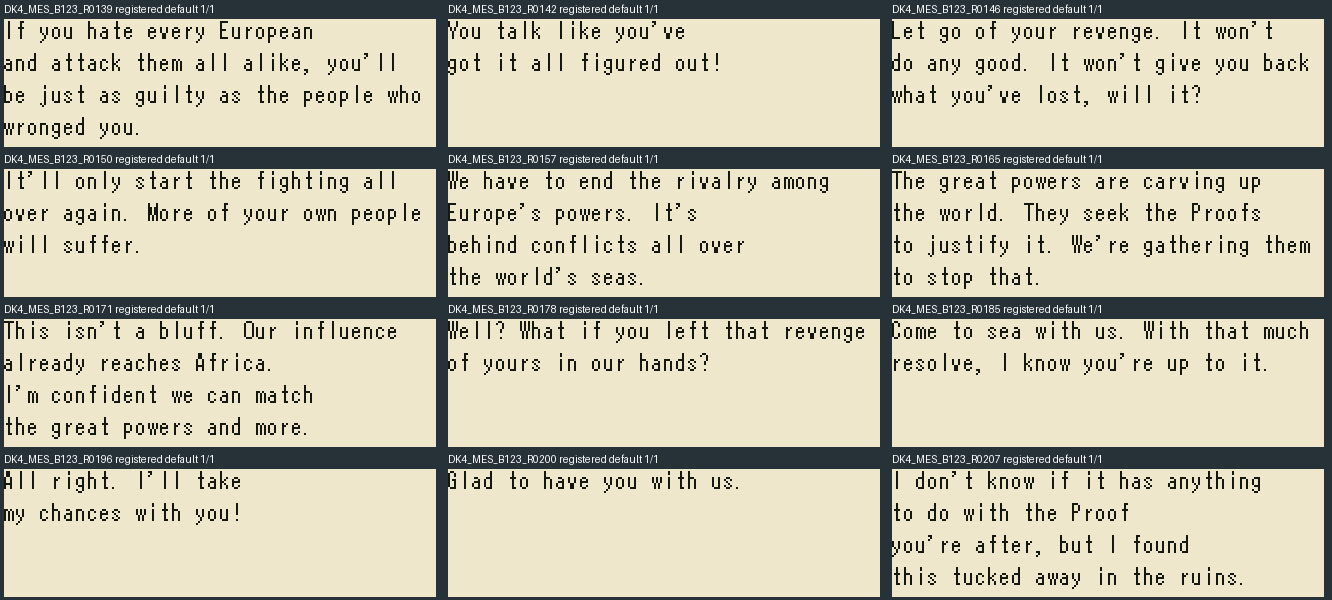 DK4_MES_B123_R0139 registered default 1/1
If you hate every European
and attack them all alike, you'll
be just as guilty as the people who
wronged you.
DK4_MES_B123_R0142 registered default 1/1
You talk like you've
got it all figured out!
DK4_MES_B123_R0146 registered default 1/1
Let go of your revenge. It won't
do any good. It won't give you back
what you've lost, will it?
DK4_MES_B123_R0150 registered default 1/1
It'll only start the fighting all
over again. More of your own people
will suffer.
DK4_MES_B123_R0157 registered default 1/1
We have to end the rivalry among
Europe's powers. It's
behind conflicts all over
the world's seas.
DK4_MES_B123_R0165 registered default 1/1
The great powers are carving up
the world. They seek the Proofs
to justify it. We're gathering them
to stop that.
DK4_MES_B123_R0171 registered default 1/1
This isn't a bluff. Our influence
already reaches Africa.
I'm confident we can match
the great powers and more.
DK4_MES_B123_R0178 registered default 1/1
Well? What if you left that revenge
of yours in our hands?
DK4_MES_B123_R0185 registered default 1/1
Come to sea with us. With that much
resolve, I know you're up to it.
DK4_MES_B123_R0196 registered default 1/1
All right. I'll take
my chances with you!
DK4_MES_B123_R0200 registered default 1/1
Glad to have you with us.
DK4_MES_B123_R0207 registered default 1/1
I don't know if it has anything
to do with the Proof
you're after, but I found
this tucked away in the ruins.